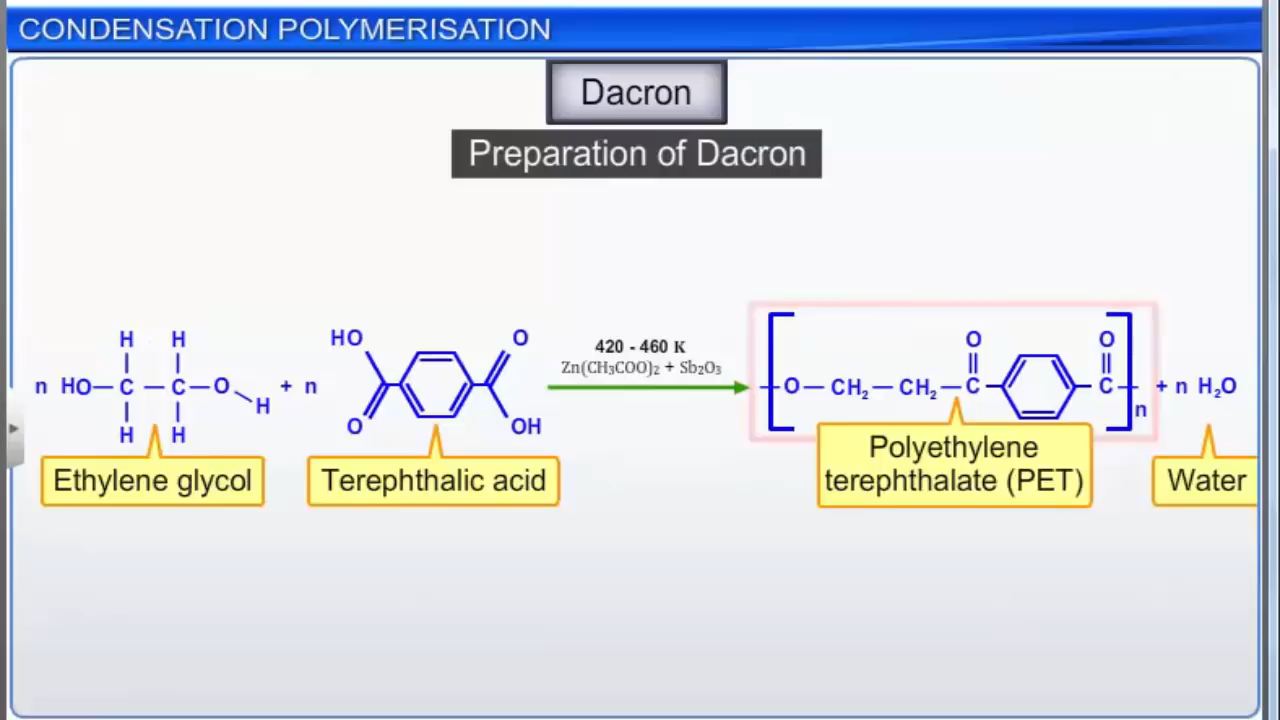 CONDENSATION POLYMERISATION
Dacron
Preparation of Dacron
H H HO O 420 - 460 K O O
Zn(CH₃COO)₂ + Sb₂O₃
n HO C C O H + n O CH₂ CH₂ C C n + n H₂O
H H O OH
Ethylene glycol
Terephthalic acid
Polyethylene
terephthalate (PET)
Water